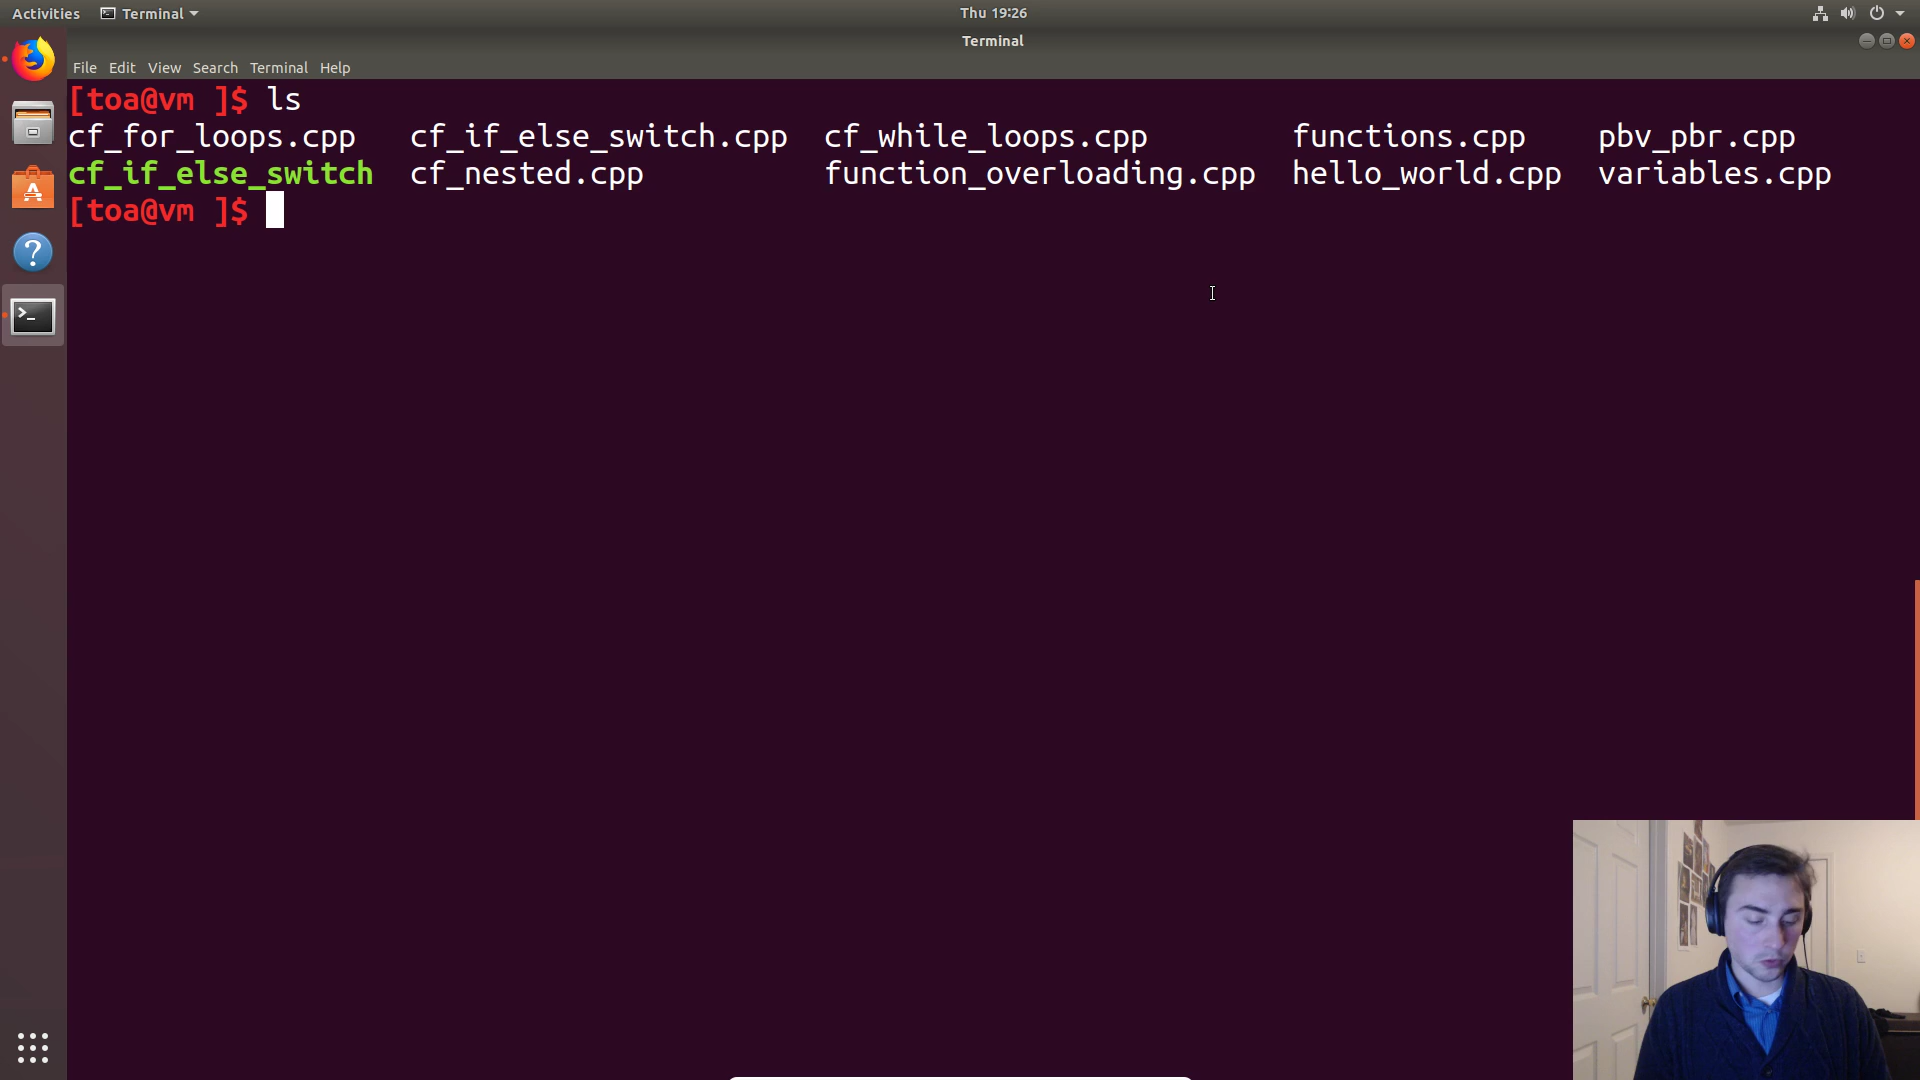 Activities Terminal Thu 19:26
Terminal
File Edit View Search Terminal Help
[toa@vm ]$ ls
cf_for_loops.cpp cf_if_else_switch.cpp cf_while_loops.cpp functions.cpp pbv_pbr.cpp
cf_if_else_switch cf_nested.cpp function_overloading.cpp hello_world.cpp variables.cpp
[toa@vm ]$